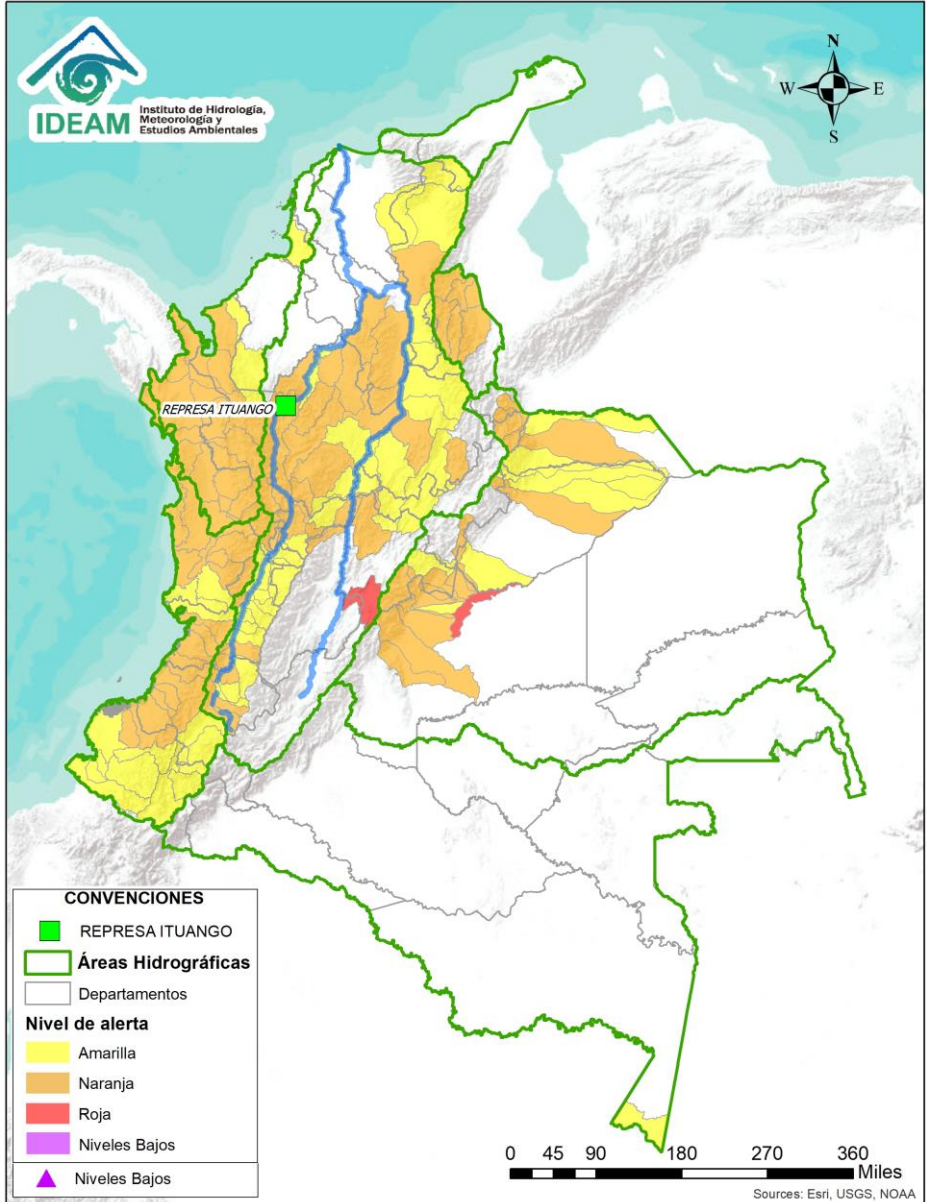 IDEAM
Instituto de Hidrología,
Meteorología y
Estudios Ambientales
N
W
E
S
REPRESA ITUANGO
CONVENCIONES
REPRESA ITUANGO
Áreas Hidrográficas
Departamentos
Nivel de alerta
Amarilla
Naranja
Roja
Niveles Bajos
Niveles Bajos
0 45 90 180 270 360
Miles
Sources: Esri, USGS, NOAA